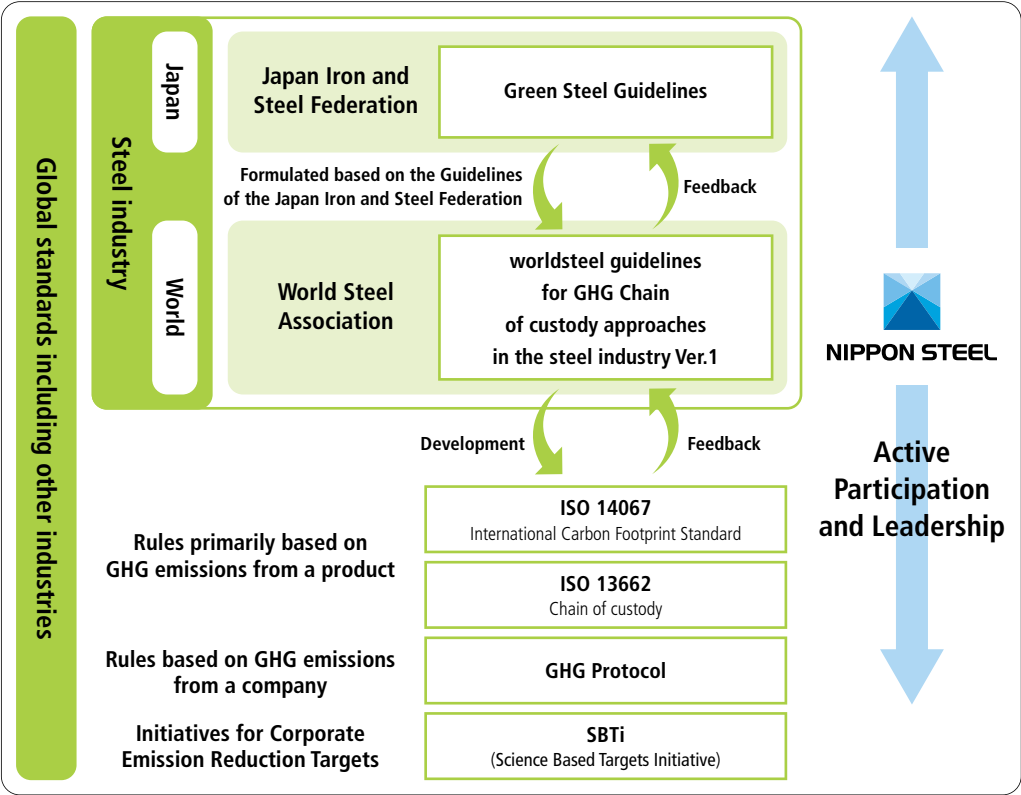 Global standards including other industries
Steel industry
Japan
Japan Iron and
Steel Federation
Green Steel Guidelines
Formulated based on the Guidelines
of the Japan Iron and Steel Federation
Feedback
World
World Steel
Association
worldsteel guidelines
for GHG Chain
of custody approaches
in the steel industry Ver.1
Development
Feedback
Rules primarily based on
GHG emissions from a product
ISO 14067
International Carbon Footprint Standard
ISO 13662
Chain of custody
Rules based on GHG emissions
from a company
GHG Protocol
Initiatives for Corporate
Emission Reduction Targets
SBTi
(Science Based Targets Initiative)
NIPPON STEEL
Active
Participation
and Leadership